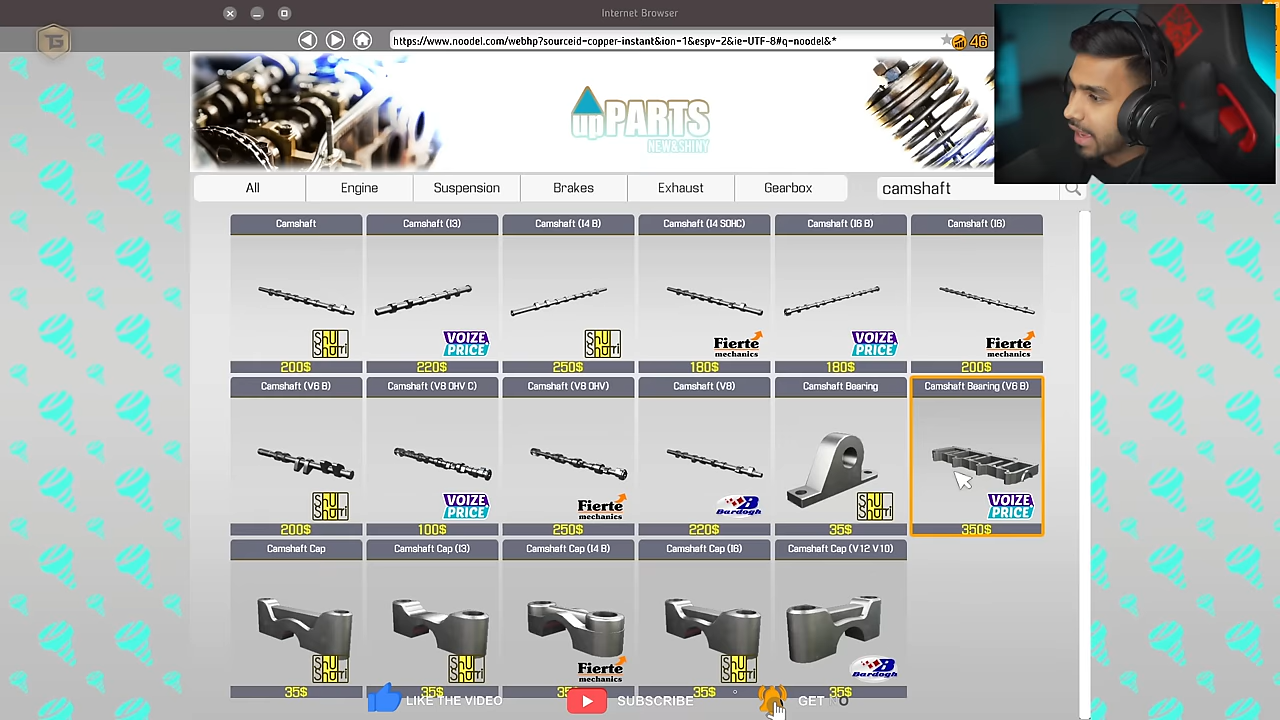 Internet Browser
https://www.noodel.com/webhp?sourceid-copper-instant&ion-1&espv-2&ie-UTF-8#q-noodel&*
46
TG
upPARTS
NEW&SHINY
All Engine Suspension Brakes Exhaust Gearbox camshaft
Camshaft Camshaft (I3) Camshaft (I4 B) Camshaft (I4 SOHC) Camshaft (I6 B) Camshaft (I6)
VOIZE PRICE Fierte mechanics VOIZE PRICE Fierte mechanics
200$ 220$ 250$ 180$ 180$ 200$
Camshaft (V6 B) Camshaft (V8 OHV C) Camshaft (V8 OHV) Camshaft (V8) Camshaft Bearing Camshaft Bearing (V6 B)
VOIZE PRICE Fierte mechanics Bardogh VOIZE PRICE
200$ 100$ 250$ 220$ 35$ 350$
Camshaft Cap Camshaft Cap (I3) Camshaft Cap (I4 B) Camshaft Cap (I6) Camshaft Cap (V12 V10)
Fierte mechanics Bardogh
35$ 35$ 35$ 35$
LIKE THE VIDEO SUBSCRIBE GET